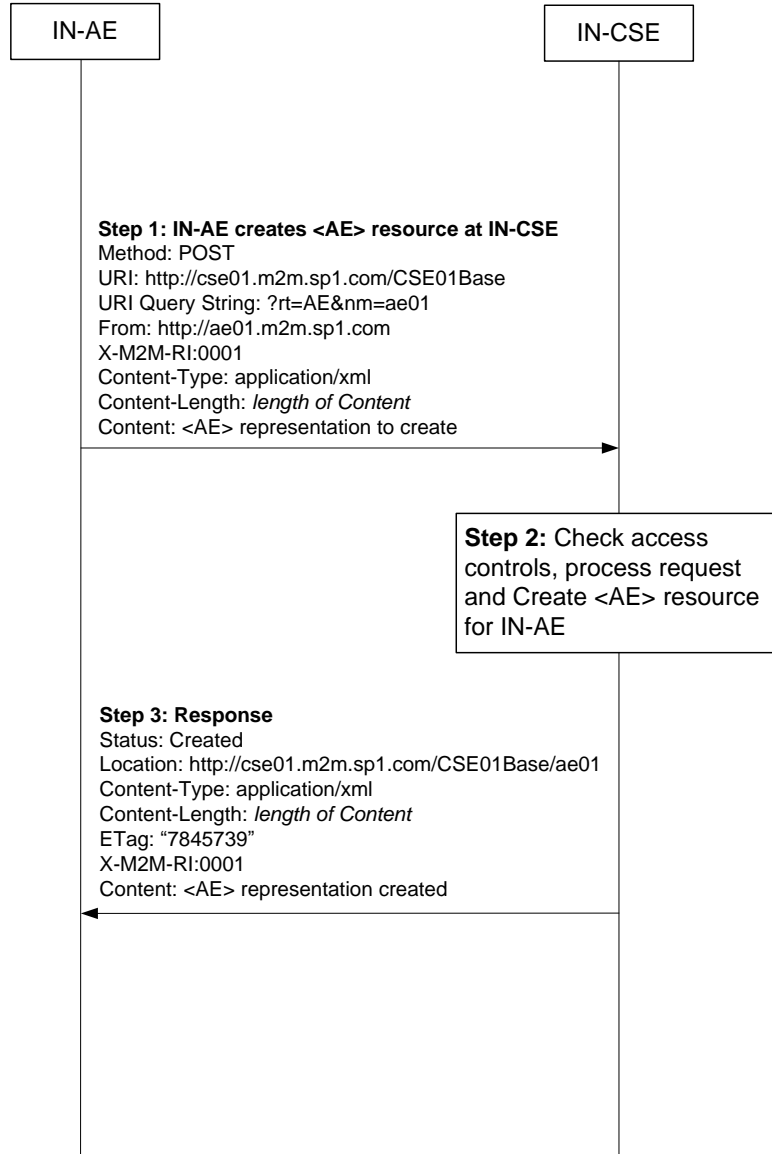 IN-AE
IN-CSE
Step 1: IN-AE creates <AE> resource at IN-CSE
Method: POST
URI: http://cse01.m2m.sp1.com/CSE01Base
URI Query String: ?rt=AE&nm=ae01
From: http://ae01.m2m.sp1.com
X-M2M-RI:0001
Content-Type: application/xml
Content-Length: length of Content
Content: <AE> representation to create
Step 2: Check access
controls, process request
and Create <AE> resource
for IN-AE
Step 3: Response
Status: Created
Location: http://cse01.m2m.sp1.com/CSE01Base/ae01
Content-Type: application/xml
Content-Length: length of Content
ETag: “7845739”
X-M2M-RI:0001
Content: <AE> representation created